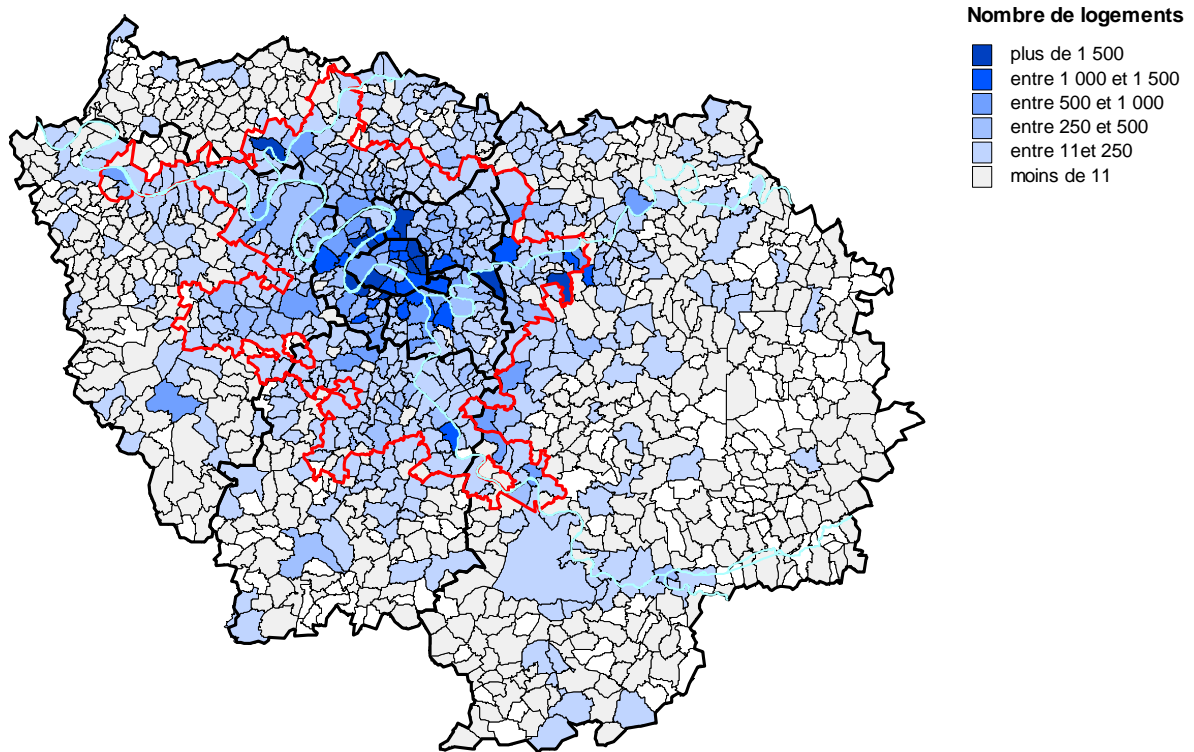 Nombre de logements
plus de 1 500
entre 1 000 et 1 500
entre 500 et 1 000
entre 250 et 500
entre 11et 250
moins de 11